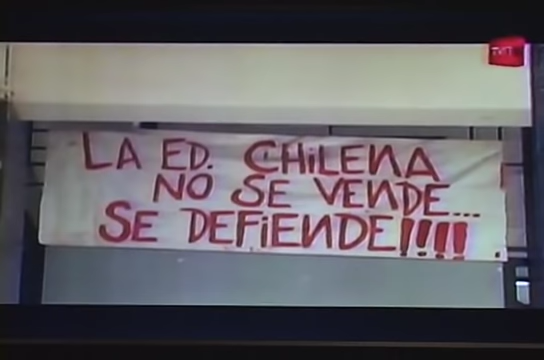 LA ED. CHILENA
NO SE VENDE...
SE DEFIENDE!!!!